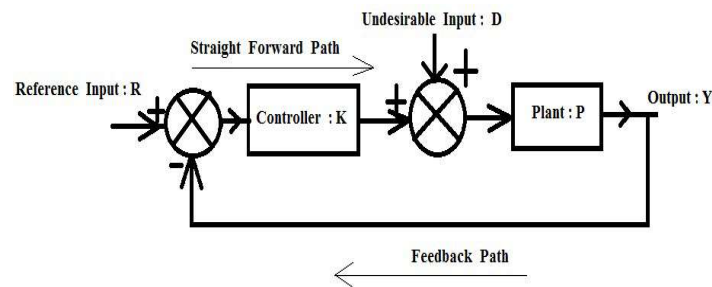 Undesirable Input : D
Straight Forward Path
+
Reference Input : R
+
+
Controller : K
Plant : P
Output : Y
-
Feedback Path